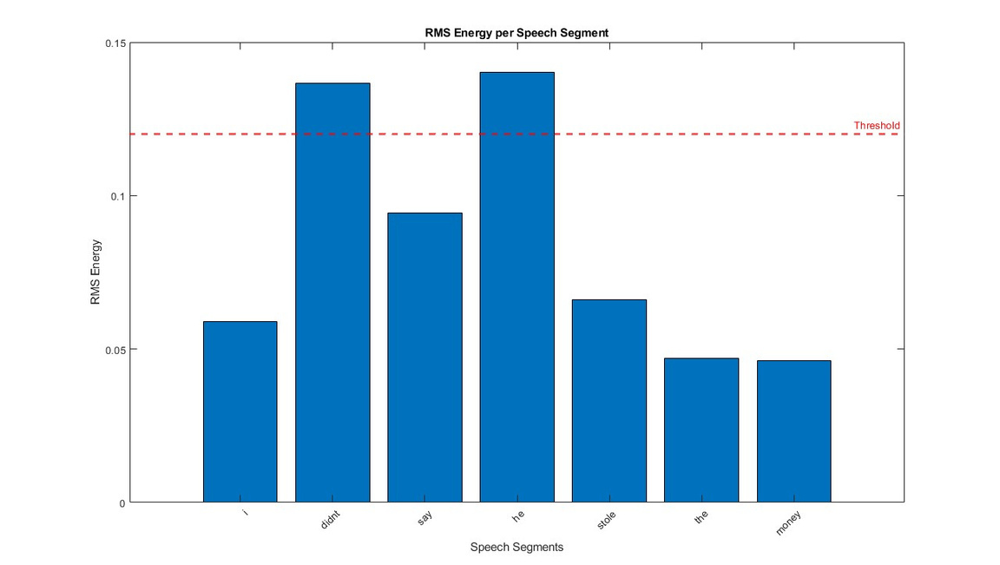 RMS Energy per Speech Segment
0.15
0.1
0.05
0
RMS Energy
Threshold
i
didnt
say
he
stole
the
money
Speech Segments